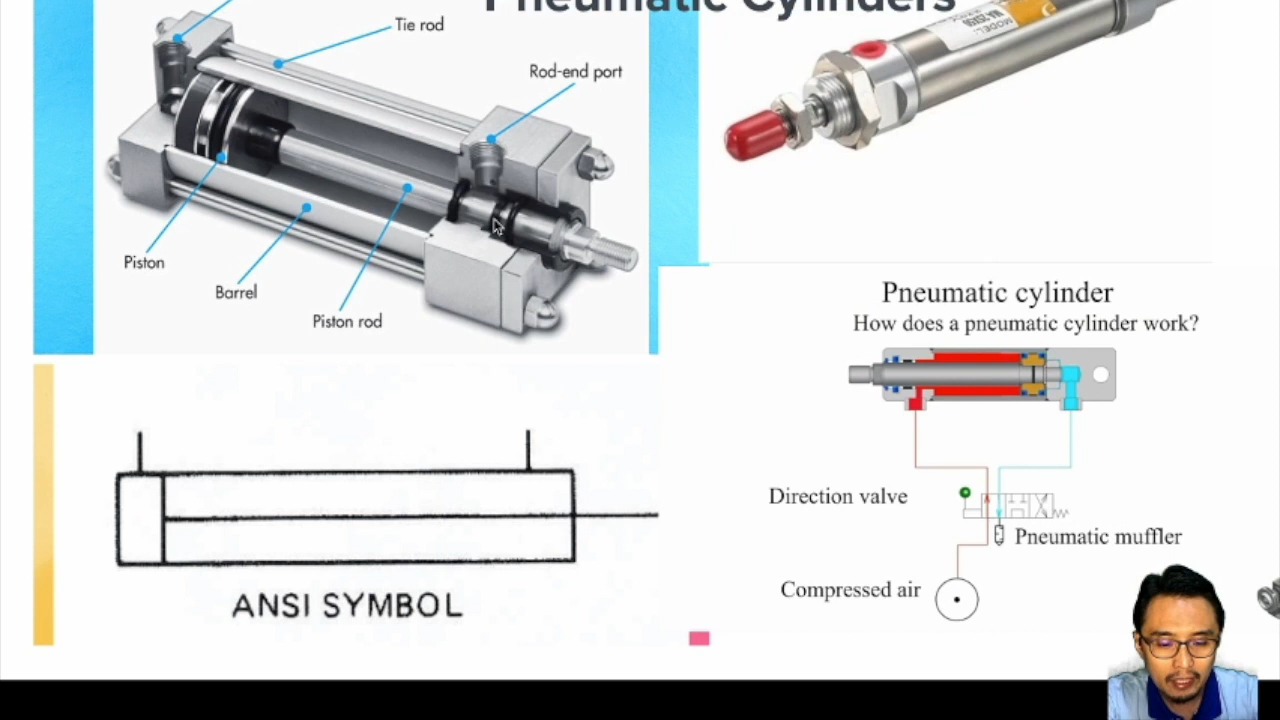 Pneumatic Cylinders
Tie rod
Rod-end port
Piston
Barrel
Piston rod
MODEL:
Pneumatic cylinder
How does a pneumatic cylinder work?
Direction valve
Pneumatic muffler
Compressed air
ANSI SYMBOL